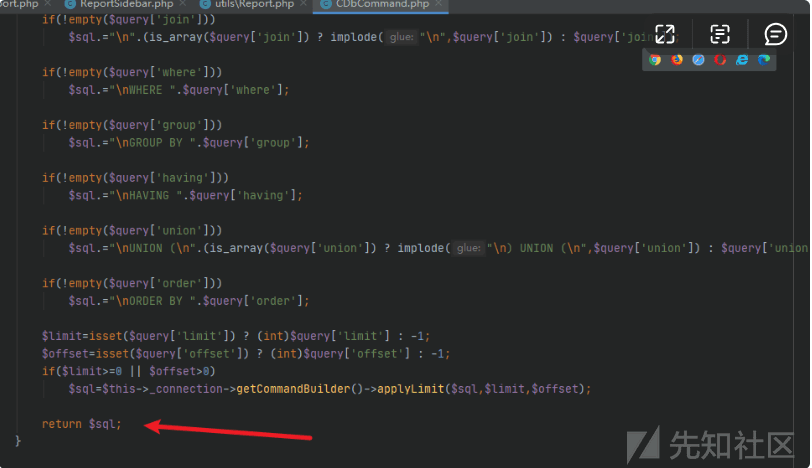 ort.php × ReportSidebar.php × utils\Report.php × CDbCommand.php ×
if(!empty($query['join']))
$sql.="\n".(is_array($query['join']) ? implode( glue: "\n",$query['join']) : $query['join
if(!empty($query['where']))
$sql.="\nWHERE ".$query['where'];
if(!empty($query['group']))
$sql.="\nGROUP BY ".$query['group'];
if(!empty($query['having']))
$sql.="\nHAVING ".$query['having'];
if(!empty($query['union']))
$sql.="\nUNION (\n".(is_array($query['union']) ? implode( glue: "\n) UNION (\n",$query['union']) : $query['union
if(!empty($query['order']))
$sql.="\nORDER BY ".$query['order'];
$limit=isset($query['limit']) ? (int)$query['limit'] : -1;
$offset=isset($query['offset']) ? (int)$query['offset'] : -1;
if($limit>=0 || $offset>0)
$sql=$this->_connection->getCommandBuilder()->applyLimit($sql,$limit,$offset);
return $sql;
}
先知社区